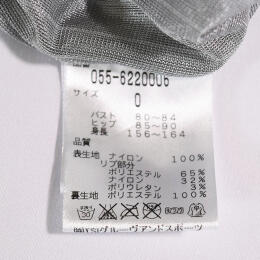 品番
055-6220006
サイズ
0
バスト 80~84
ヒップ 85~90
身長 156~164
品質
表生地 ナイロン 100%
リブ部分
ポリエステル 65%
ナイロン 32%
ポリウレタン 3%
裏生地 ポリエステル 100%